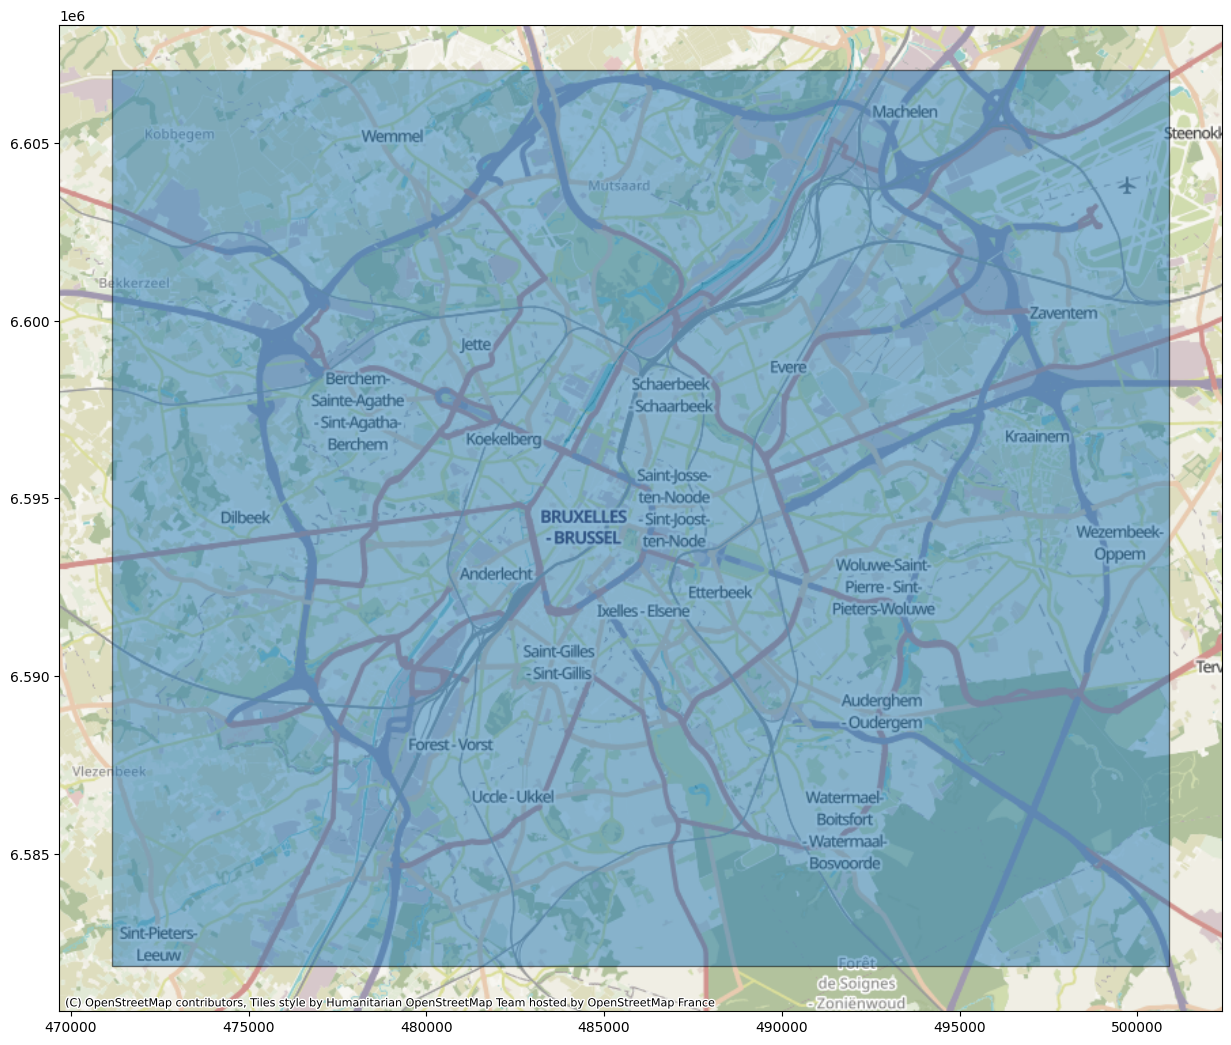 1e6
Kobbegem
Wemmel
Machelen
Steenokk
6.605
Mutsaard
Bekkerzeel
6.600
Zaventem
Jette
Evere
Berchem-
Sainte-Agathe
- Sint-Agatha-
Berchem
Schaerbeek
- Schaarbeek
Koekelberg
Kraainem
6.595
Saint-Josse-
ten-Noode
- Sint-Joost-
ten-Node
Dilbeek
BRUXELLES
- BRUSSEL
Wezembeek-
Oppem
Anderlecht
Etterbeek
Woluwe-Saint-
Pierre - Sint-
Pieters-Woluwe
Ixelles - Elsene
Saint-Gilles
- Sint-Gillis
Terv
6.590
Auderghem
- Oudergem
Forest - Vorst
Vlezenbeek
Uccle - Ukkel
Watermael-
Boitsfort
- Watermaal-
Bosvoorde
6.585
Sint-Pieters-
Leeuw
Forêt
de Soignes
- Zoniënwoud
(C) OpenStreetMap contributors, Tiles style by Humanitarian OpenStreetMap Team hosted by OpenStreetMap France
470000 475000 480000 485000 490000 495000 500000